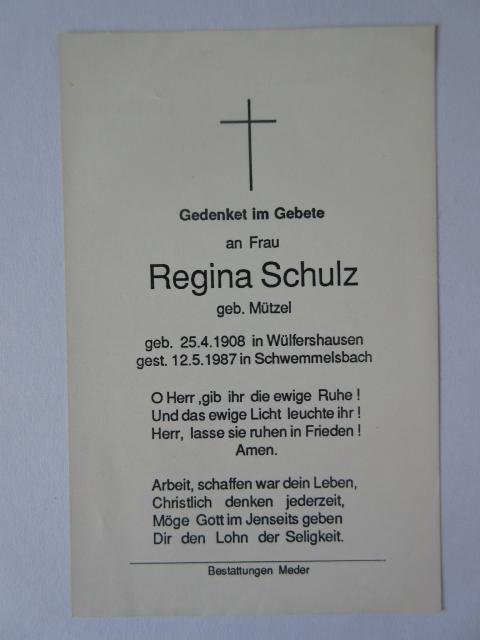 Gedenket im Gebete
an Frau
Regina Schulz
geb. Mützel
geb. 25.4.1908 in Wülfershausen
gest. 12.5.1987 in Schwemmelsbach
O Herr ,gib ihr die ewige Ruhe !
Und das ewige Licht leuchte ihr !
Herr, lasse sie ruhen in Frieden !
Amen.
Arbeit, schaffen war dein Leben,
Christlich denken jederzeit,
Möge Gott im Jenseits geben
Dir den Lohn der Seligkeit.
Bestattungen Meder